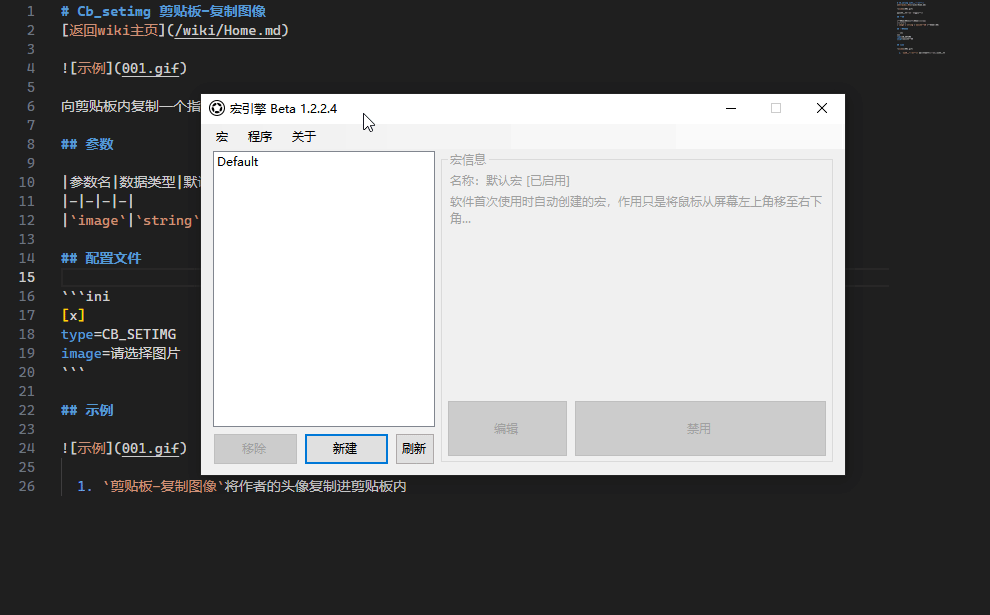 1 # Cb_setimg 剪贴板-复制图像
2 [返回wiki主页](/wiki/Home.md)
3
4 ![示例](001.gif)
5
6 向剪贴板内复制一个指
7
8 ## 参数
9
10 |参数名|数据类型|默
11 |-|-|-|-|
12 |`image`|`string`
13
14 ## 配置文件
15
16 ```ini
17 [x]
18 type=CB_SETIMG
19 image=请选择图片
20 ```
21
22 ## 示例
23
24 ![示例](001.gif)
25
26 1. `剪贴板-复制图像`将作者的头像复制进剪贴板内
宏引擎 Beta 1.2.2.4
宏 程序 关于
Default
移除 新建 刷新
宏信息
名称: 默认宏 [已启用]
软件首次使用时自动创建的宏，作用只是将鼠标从屏幕左上角移至右下
角...
编辑 禁用